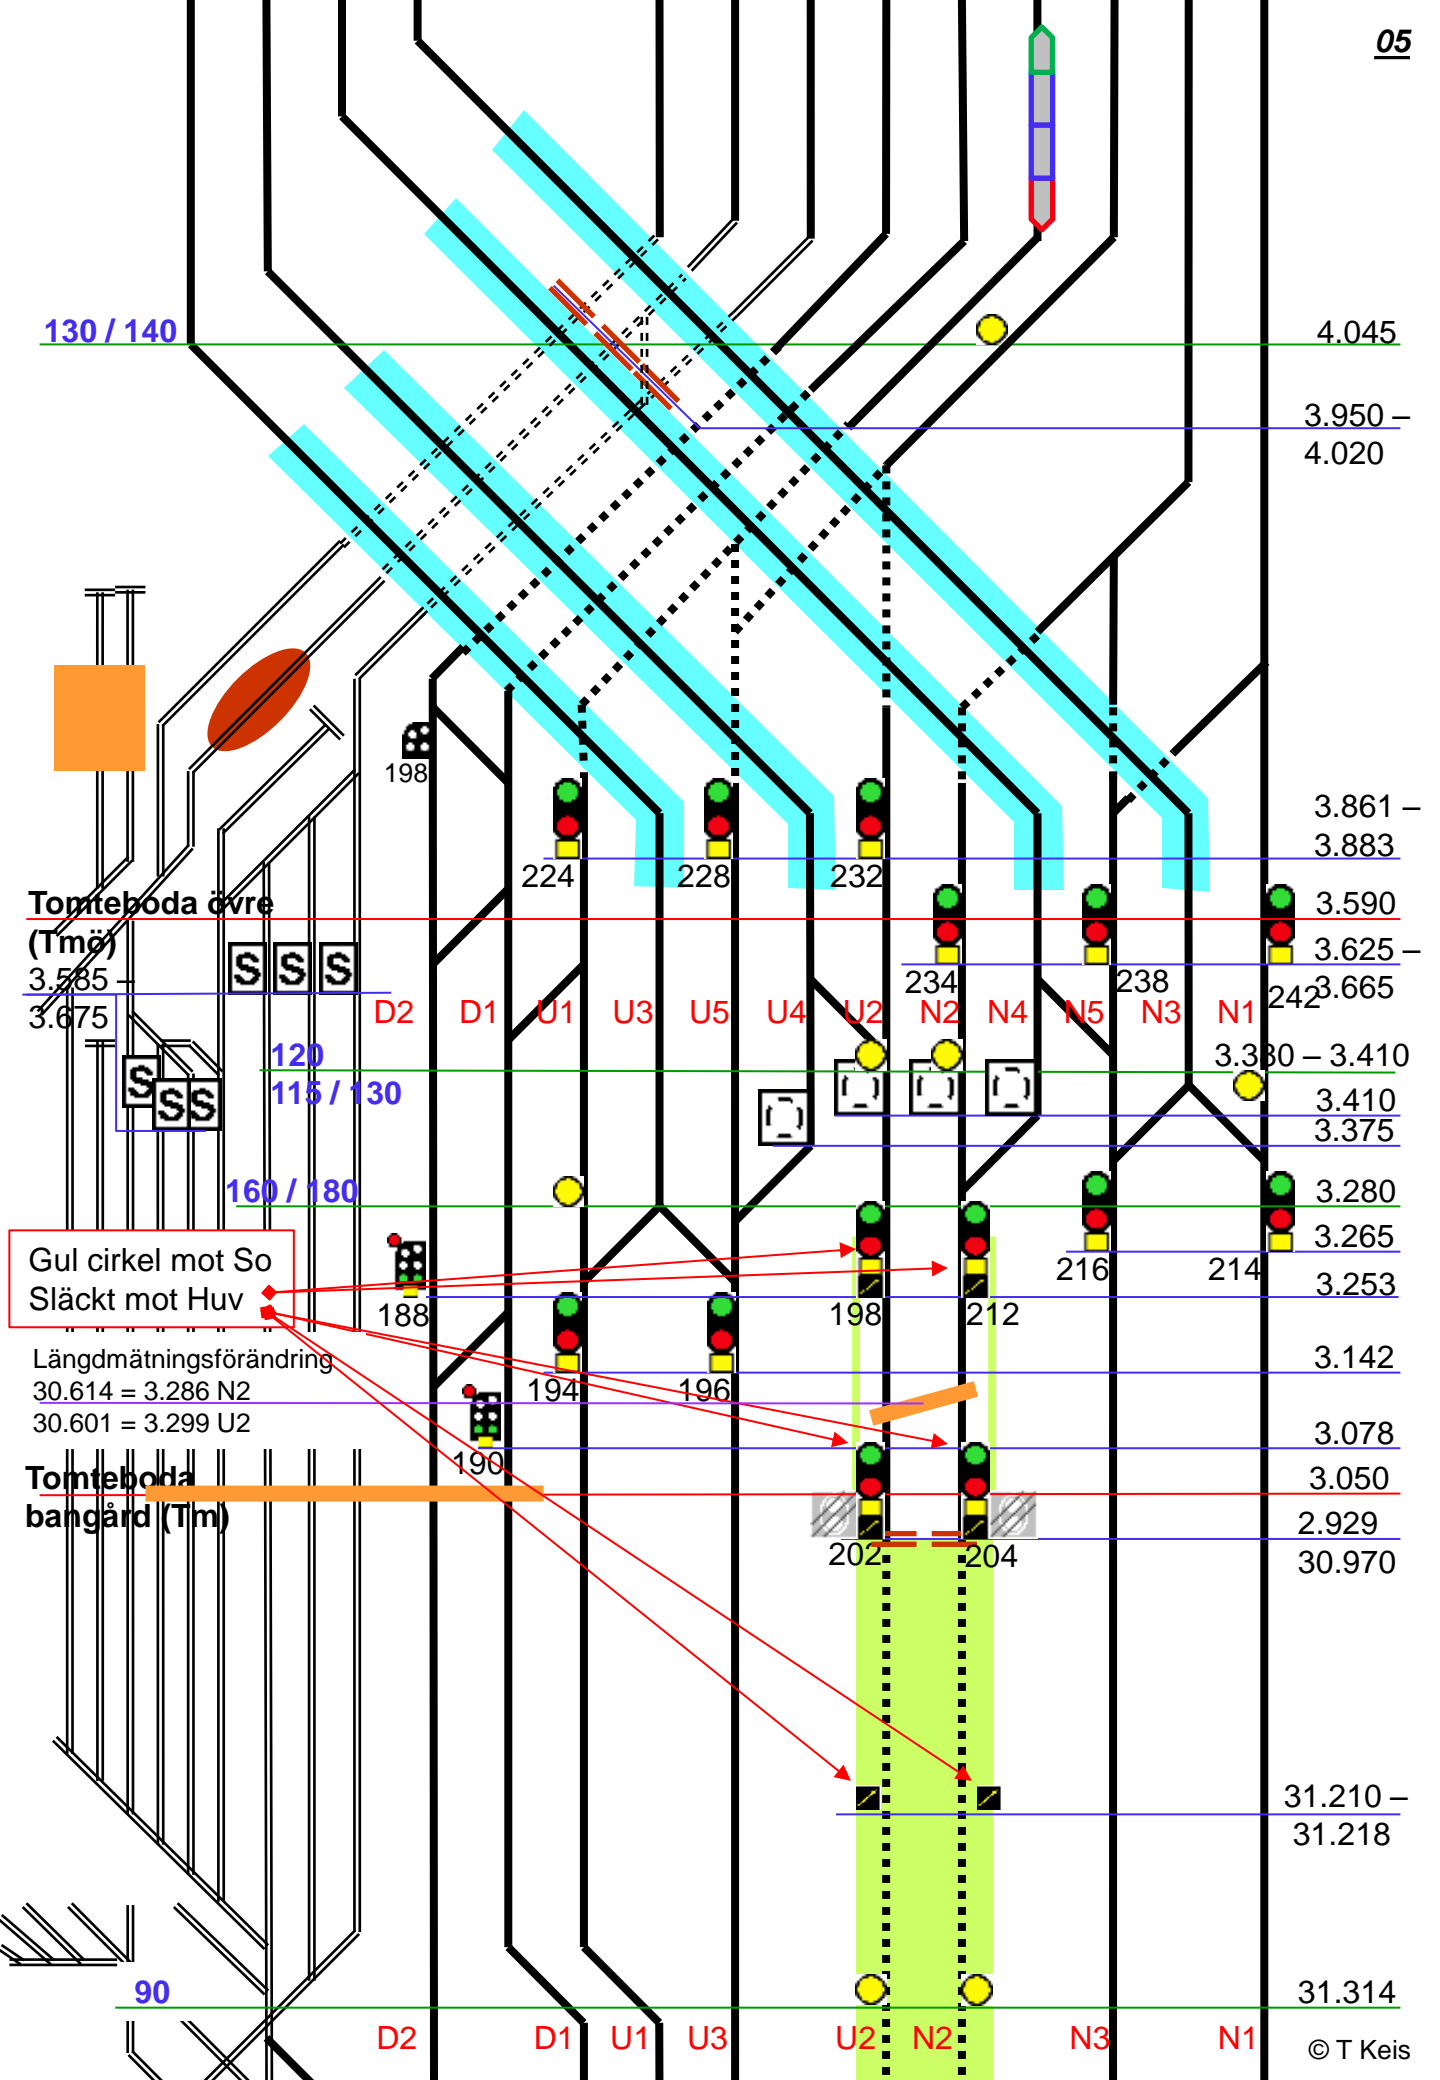 05
130 / 140
4.045
3.950 –
4.020
198
3.861 –
3.883
224
228
232
Tomteboda övre
(Tmö)
3.590
3.625 –
3.665
S
S
S
234
238
242
3.585 –
3.675
D2
D1
U1
U3
U5
U4
U2
N2
N4
N5
N3
N1
120
3.380 – 3.410
115 / 130
S
S
S
3.410
3.375
160 / 180
3.280
3.265
Gul cirkel mot So
Släckt mot Huv
216
214
3.253
188
198
212
Längdmätningsförändring
30.614 = 3.286 N2
30.601 = 3.299 U2
3.142
194
196
3.078
190
Tomteboda
bangård (Tm)
3.050
2.929
30.970
202
204
31.210 –
31.218
90
31.314
D2
D1
U1
U3
U2
N2
N3
N1
© T Keis